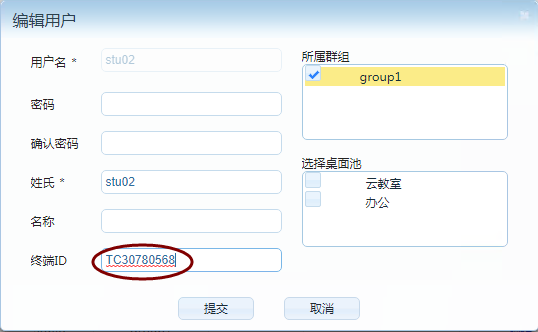 编辑用户
用户名 *
stu02
密码
确认密码
姓氏 *
stu02
名称
终端ID
TC30780568
所属群组
group1
选择桌面池
云教室
办公
提交
取消